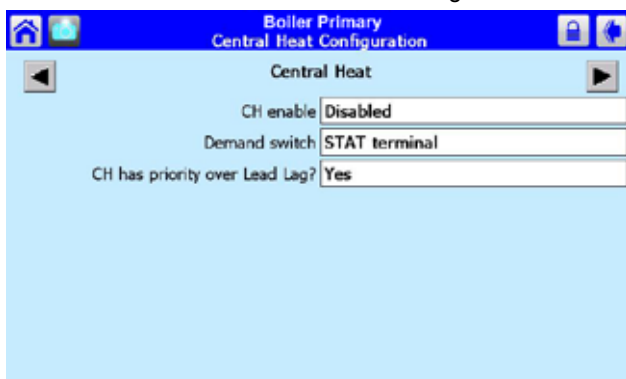 Boiler Primary
Central Heat Configuration
Central Heat
CH enable Disabled
Demand switch STAT terminal
CH has priority over Lead Lag? Yes